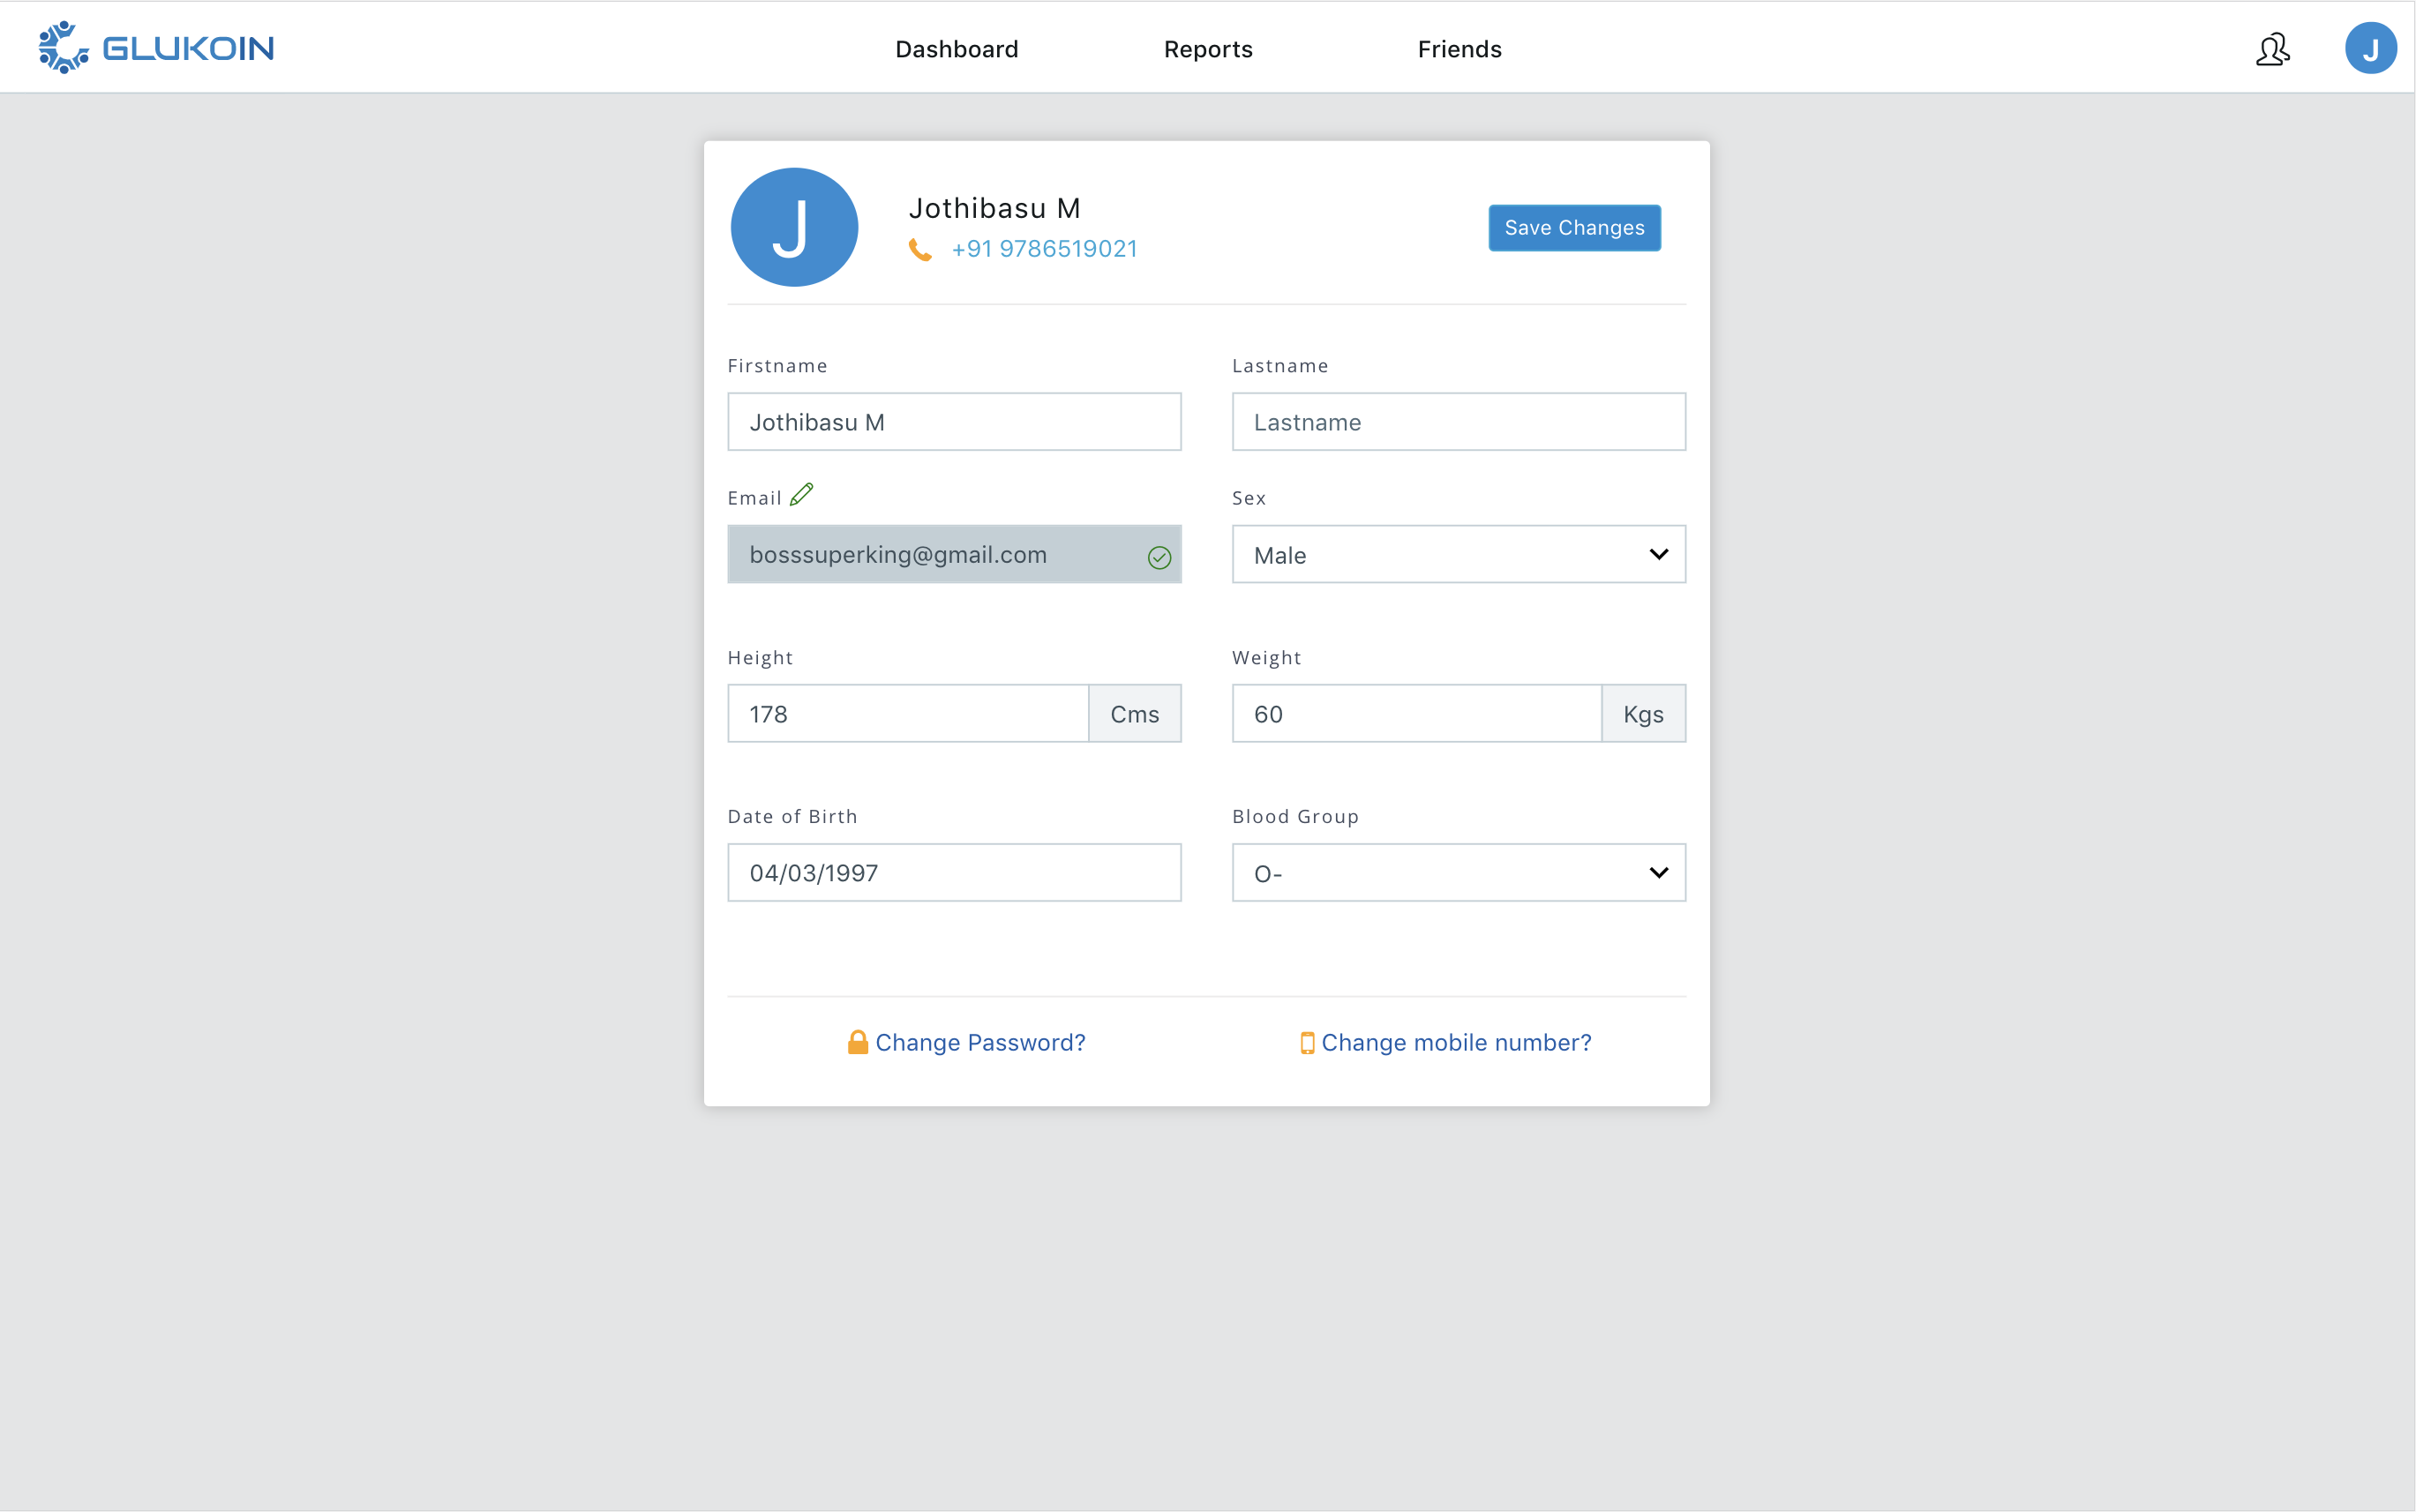 GLUKOIN
Dashboard Reports Friends
J
J
Jothibasu M
+91 9786519021
Save Changes
Firstname Lastname
Jothibasu M Lastname
Email Sex
bosssuperking@gmail.com Male
Height Weight
178 Cms 60 Kgs
Date of Birth Blood Group
04/03/1997 O-
Change Password? Change mobile number?